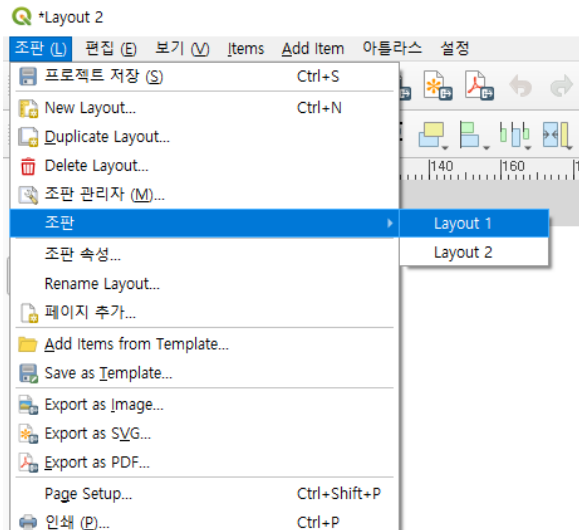 *Layout 2
조판 (L) 편집 (E) 보기 (V) Items Add Item 아틀라스 설정
프로젝트 저장 (S) Ctrl+S
New Layout... Ctrl+N
Duplicate Layout...
Delete Layout...
140 160
조판 관리자 (M)...
조판 Layout 1
조판 속성... Layout 2
Rename Layout...
페이지 추가...
Add Items from Template...
Save as Template...
Export as Image...
Export as SVG...
Export as PDF...
Page Setup... Ctrl+Shift+P
인쇄 (P)... Ctrl+P